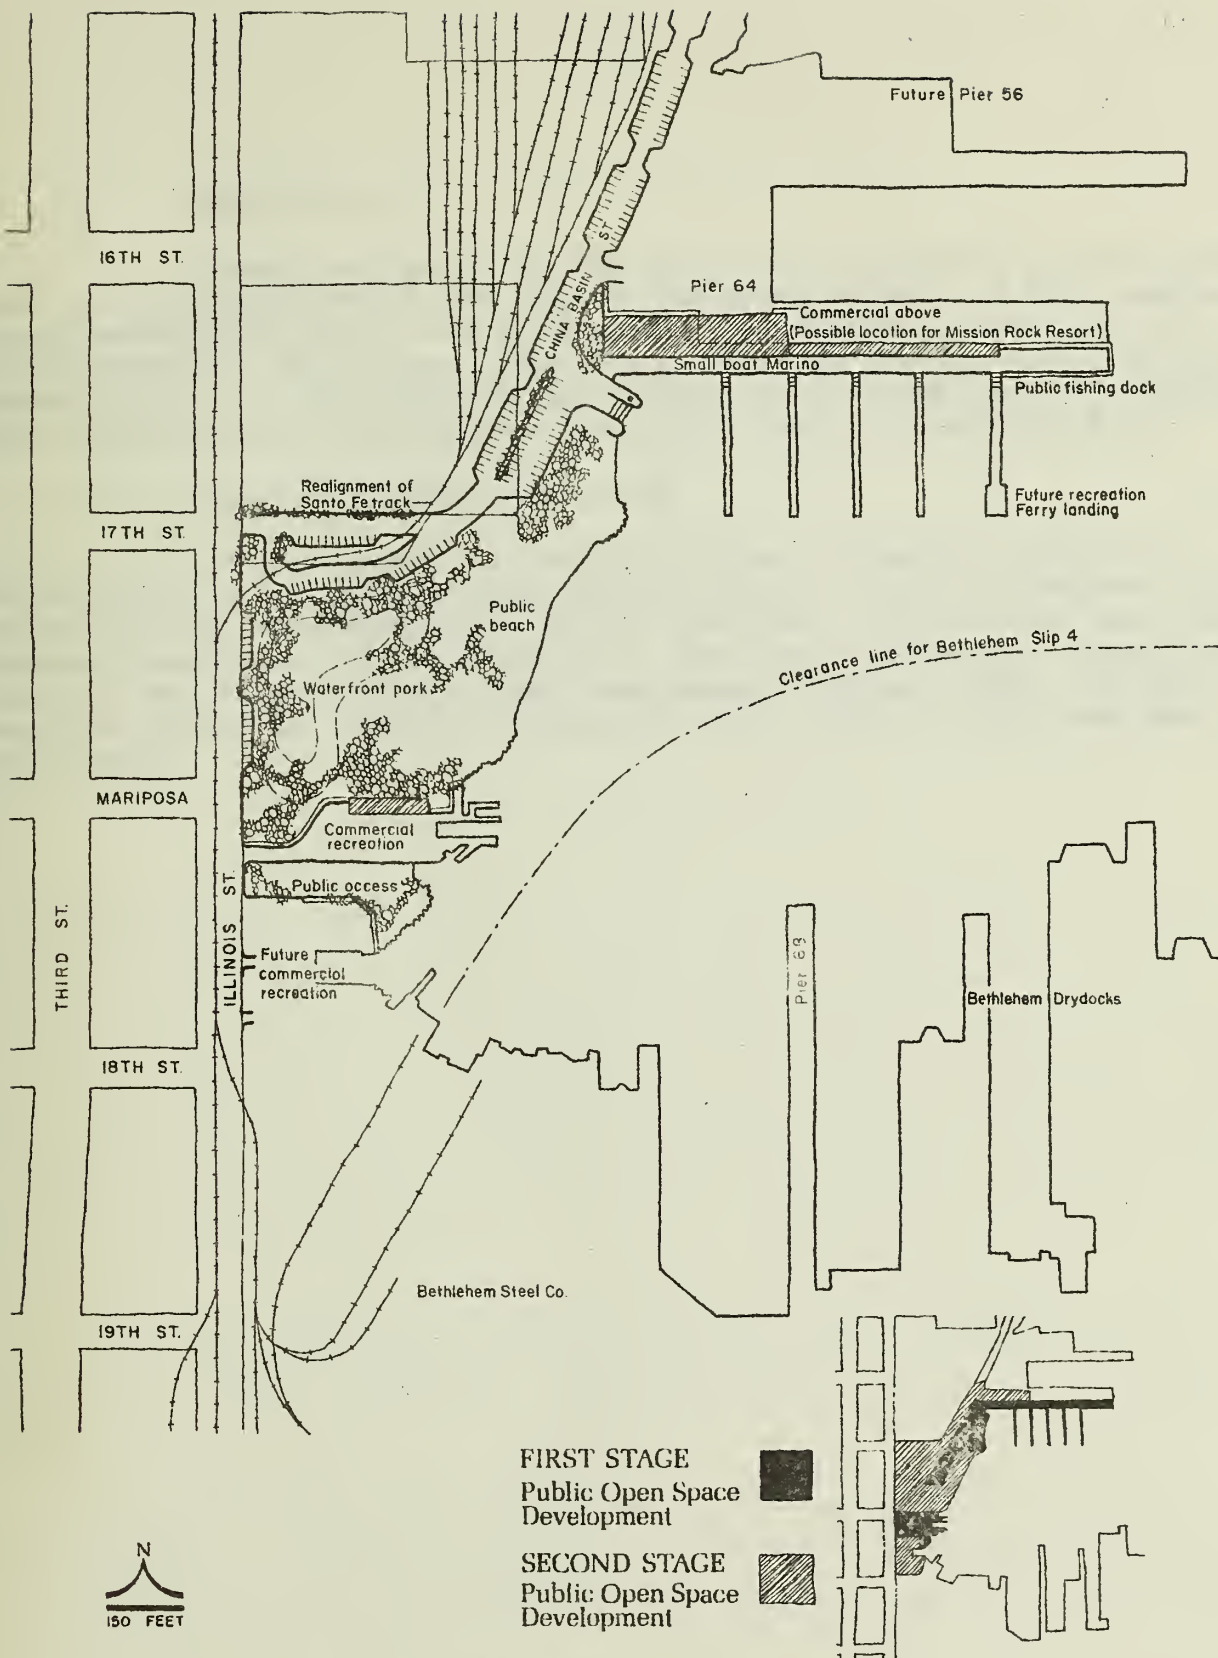 Future Pier 56
16TH ST.
CHINA BASIN ST.
Pier 64
Commercial above
(Possible location for Mission Rock Resort)
Small boat Marina
Public fishing dock
Realignment of
Santa Fe track
Future recreation
Ferry landing
17TH ST.
Public
beach
Clearance line for Bethlehem Slip 4
Waterfront park
MARIPOSA
Commercial
recreation
Public access
ILLINOIS ST.
THIRD ST.
Future
commercial
recreation
Pier 68
Bethlehem Drydocks
18TH ST.
Bethlehem Steel Co.
19TH ST.
FIRST STAGE
Public Open Space
Development
SECOND STAGE
Public Open Space
Development
N
150 FEET